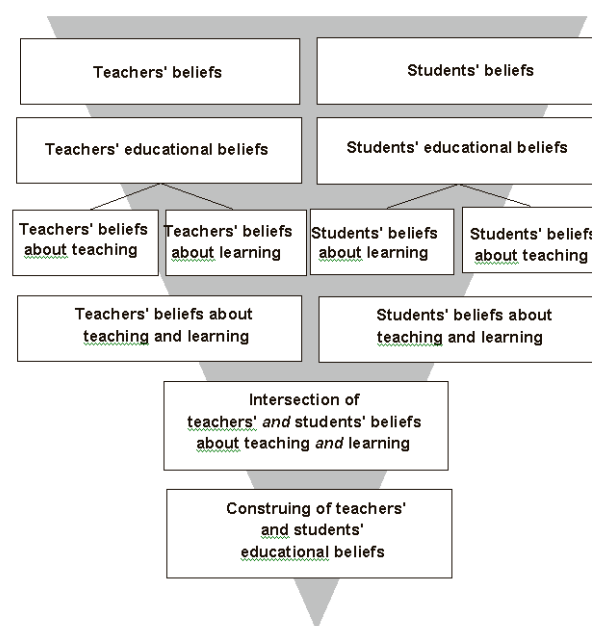 Teachers' beliefs
Students' beliefs
Teachers' educational beliefs
Students' educational beliefs
Teachers' beliefs
about teaching
Teachers' beliefs
about learning
Students' beliefs
about learning
Students' beliefs
about teaching
Teachers' beliefs about
teaching and learning
Students' beliefs about
teaching and learning
Intersection of
teachers' and students' beliefs
about teaching and learning
Construing of teachers'
and students'
educational beliefs